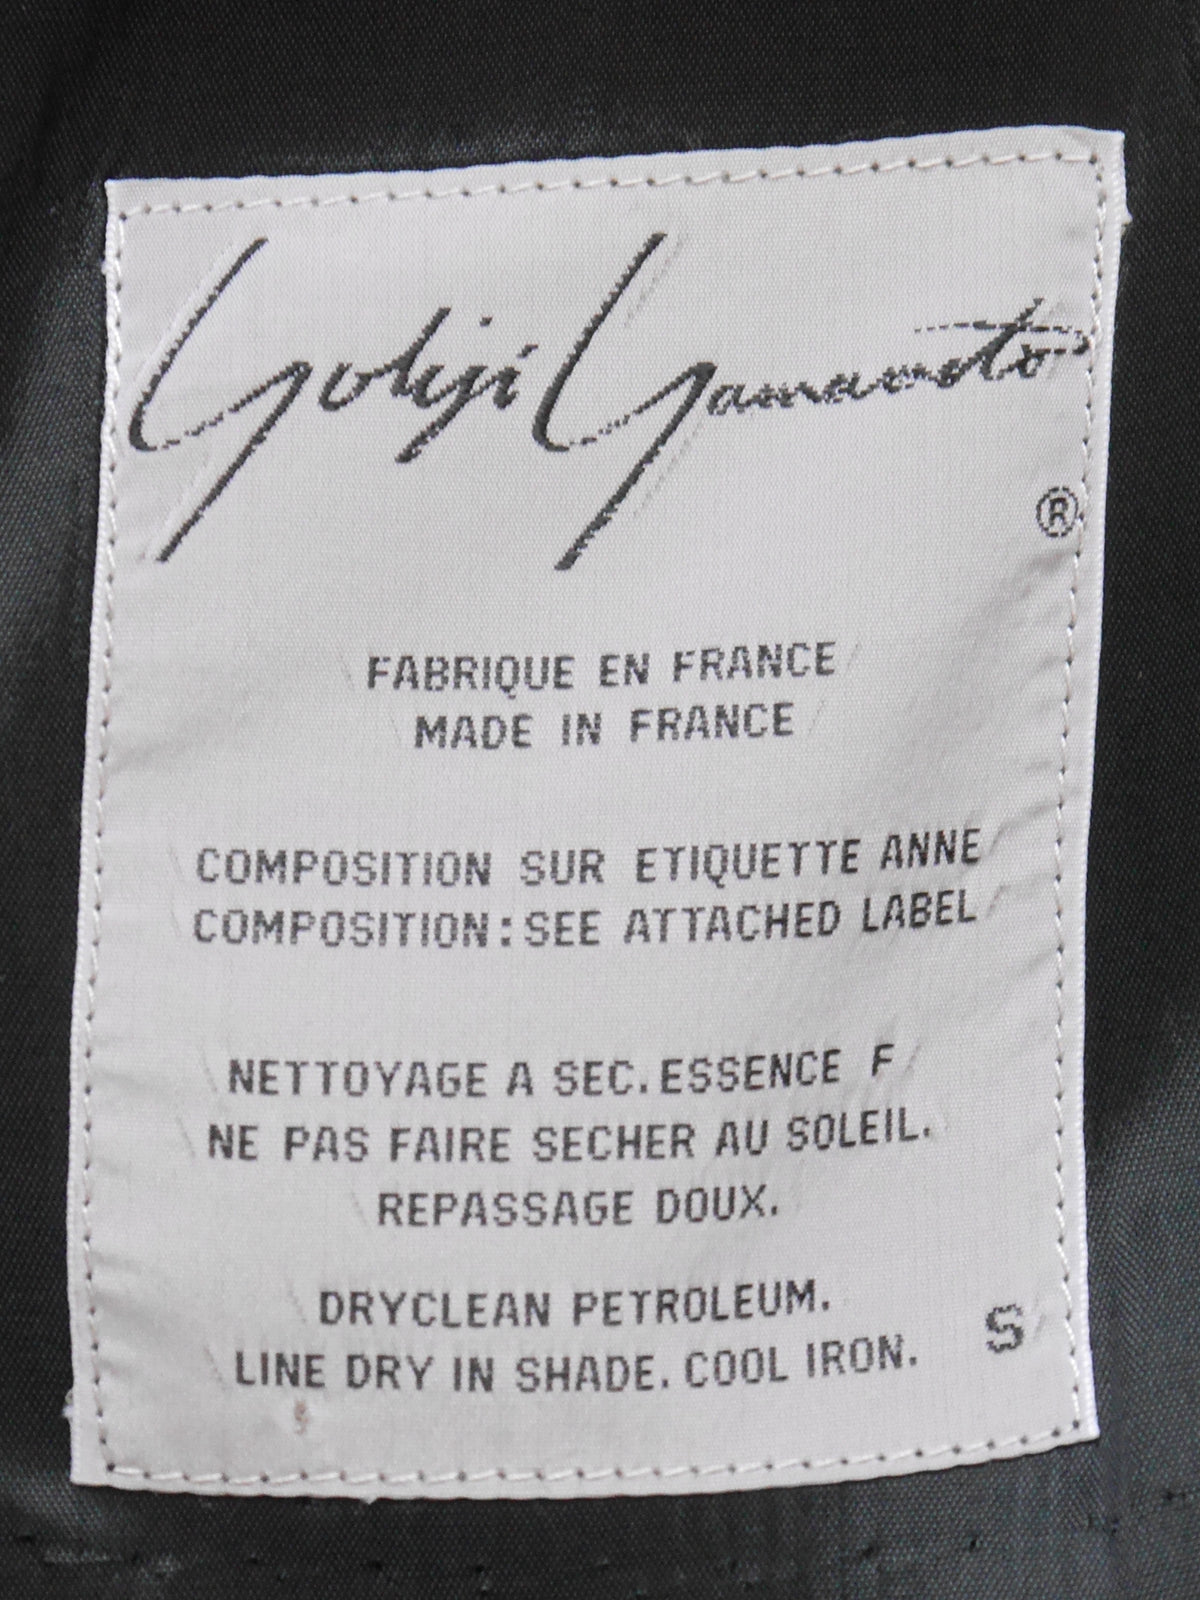 Yohji Yamamoto
®
FABRIQUE EN FRANCE
MADE IN FRANCE
COMPOSITION SUR ETIQUETTE ANNE
COMPOSITION: SEE ATTACHED LABEL
NETTOYAGE A SEC. ESSENCE F
NE PAS FAIRE SECHER AU SOLEIL.
REPASSAGE DOUX.
DRYCLEAN PETROLEUM.
LINE DRY IN SHADE. COOL IRON.
S